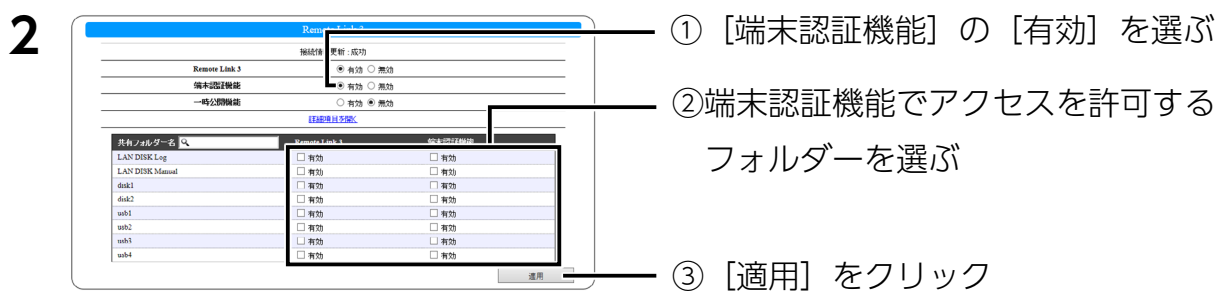 2
Remote Link 3
接続情報更新 : 成功
Remote Link 3 有効 無効
端末認証機能 有効 無効
一時公開機能 有効 無効
詳細項目を開く
共有フォルダー名 Remote Link 3 端末認証機能
LAN DISK Log 有効 有効
LAN DISK Manual 有効 有効
disk1 有効 有効
disk2 有効 有効
usb1 有効 有効
usb2 有効 有効
usb3 有効 有効
usb4 有効 有効
適用
①［端末認証機能］の［有効］を選ぶ
②端末認証機能でアクセスを許可する
フォルダーを選ぶ
③［適用］をクリック